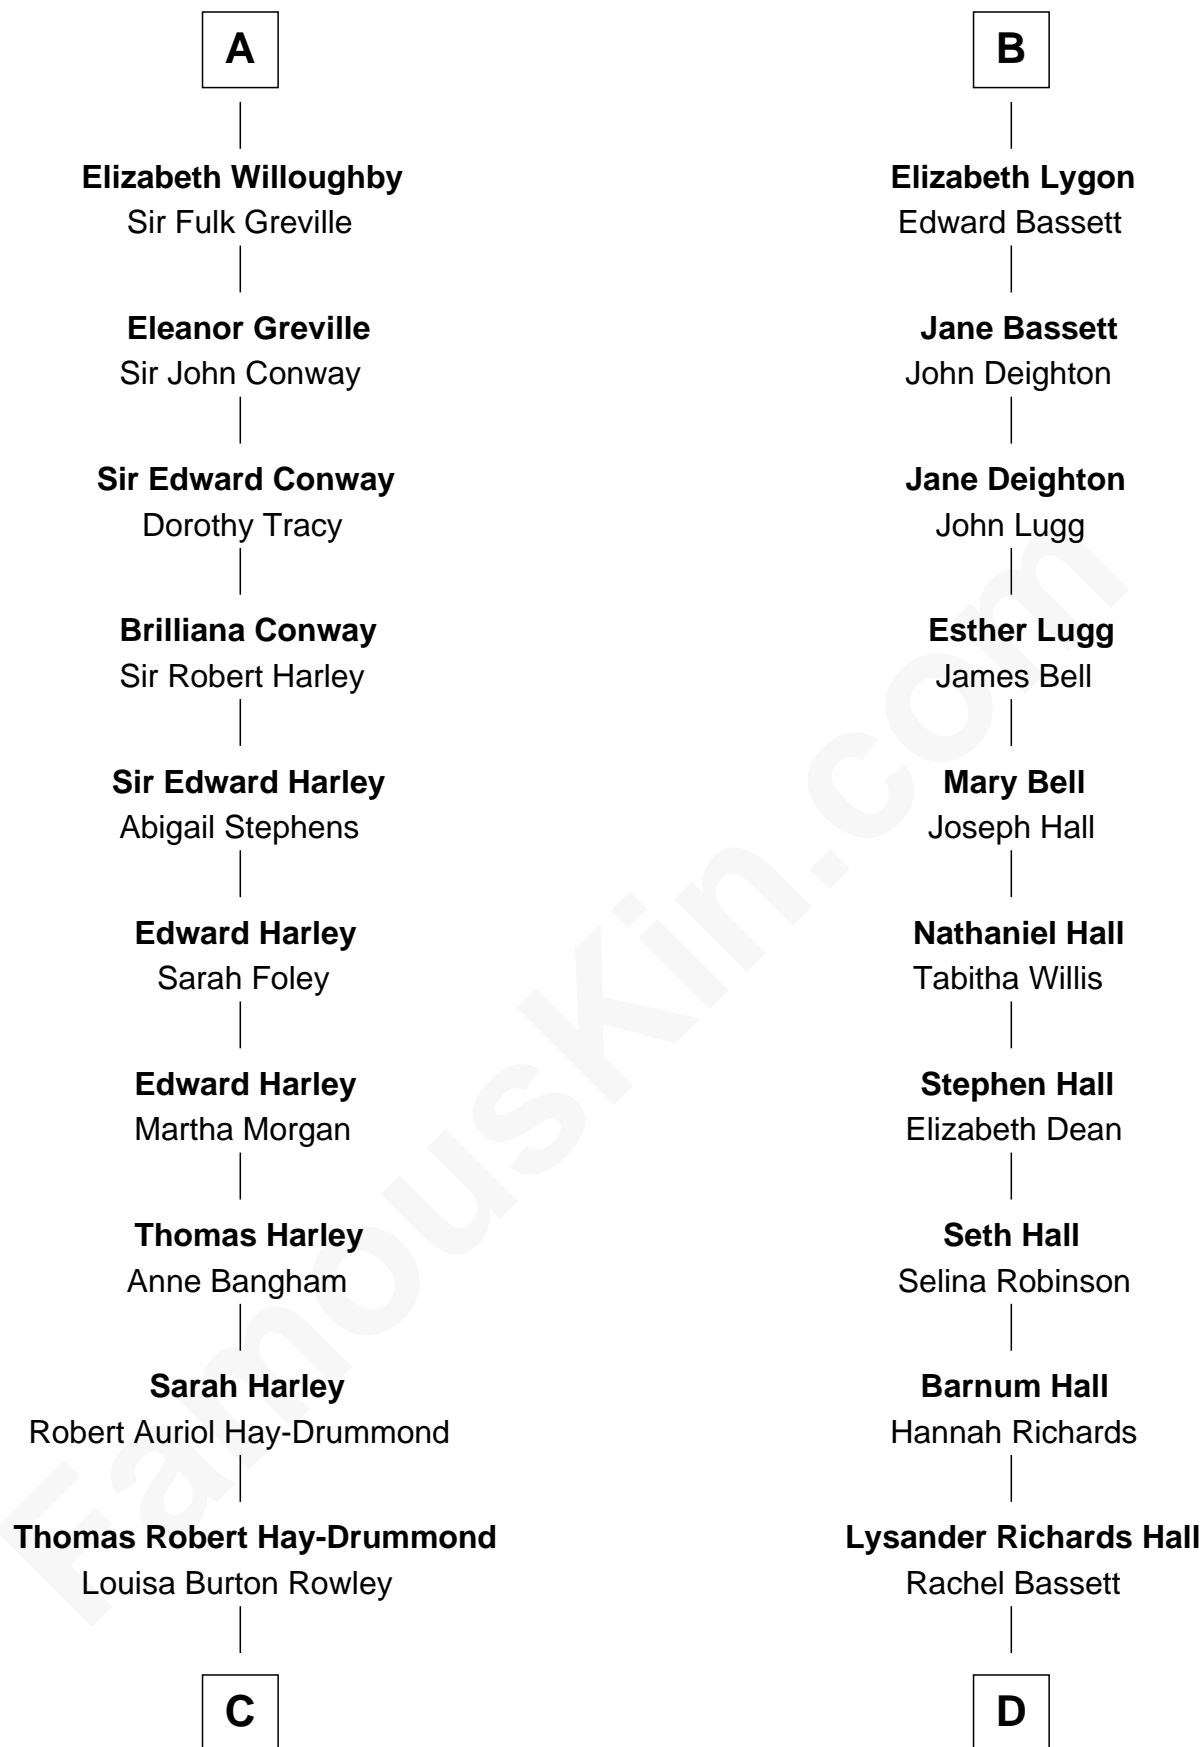 A
Elizabeth Willoughby
Sir Fulk Greville
Eleanor Greville
Sir John Conway
Sir Edward Conway
Dorothy Tracy
Brilliana Conway
Sir Robert Harley
Sir Edward Harley
Abigail Stephens
Edward Harley
Sarah Foley
Edward Harley
Martha Morgan
Thomas Harley
Anne Bangham
Sarah Harley
Robert Auriol Hay-Drummond
Thomas Robert Hay-Drummond
Louisa Burton Rowley
C
B
Elizabeth Lygon
Edward Bassett
Jane Bassett
John Deighton
Jane Deighton
John Lugg
Esther Lugg
James Bell
Mary Bell
Joseph Hall
Nathaniel Hall
Tabitha Willis
Stephen Hall
Elizabeth Dean
Seth Hall
Selina Robinson
Barnum Hall
Hannah Richards
Lysander Richards Hall
Rachel Bassett
D
FamousKin.com